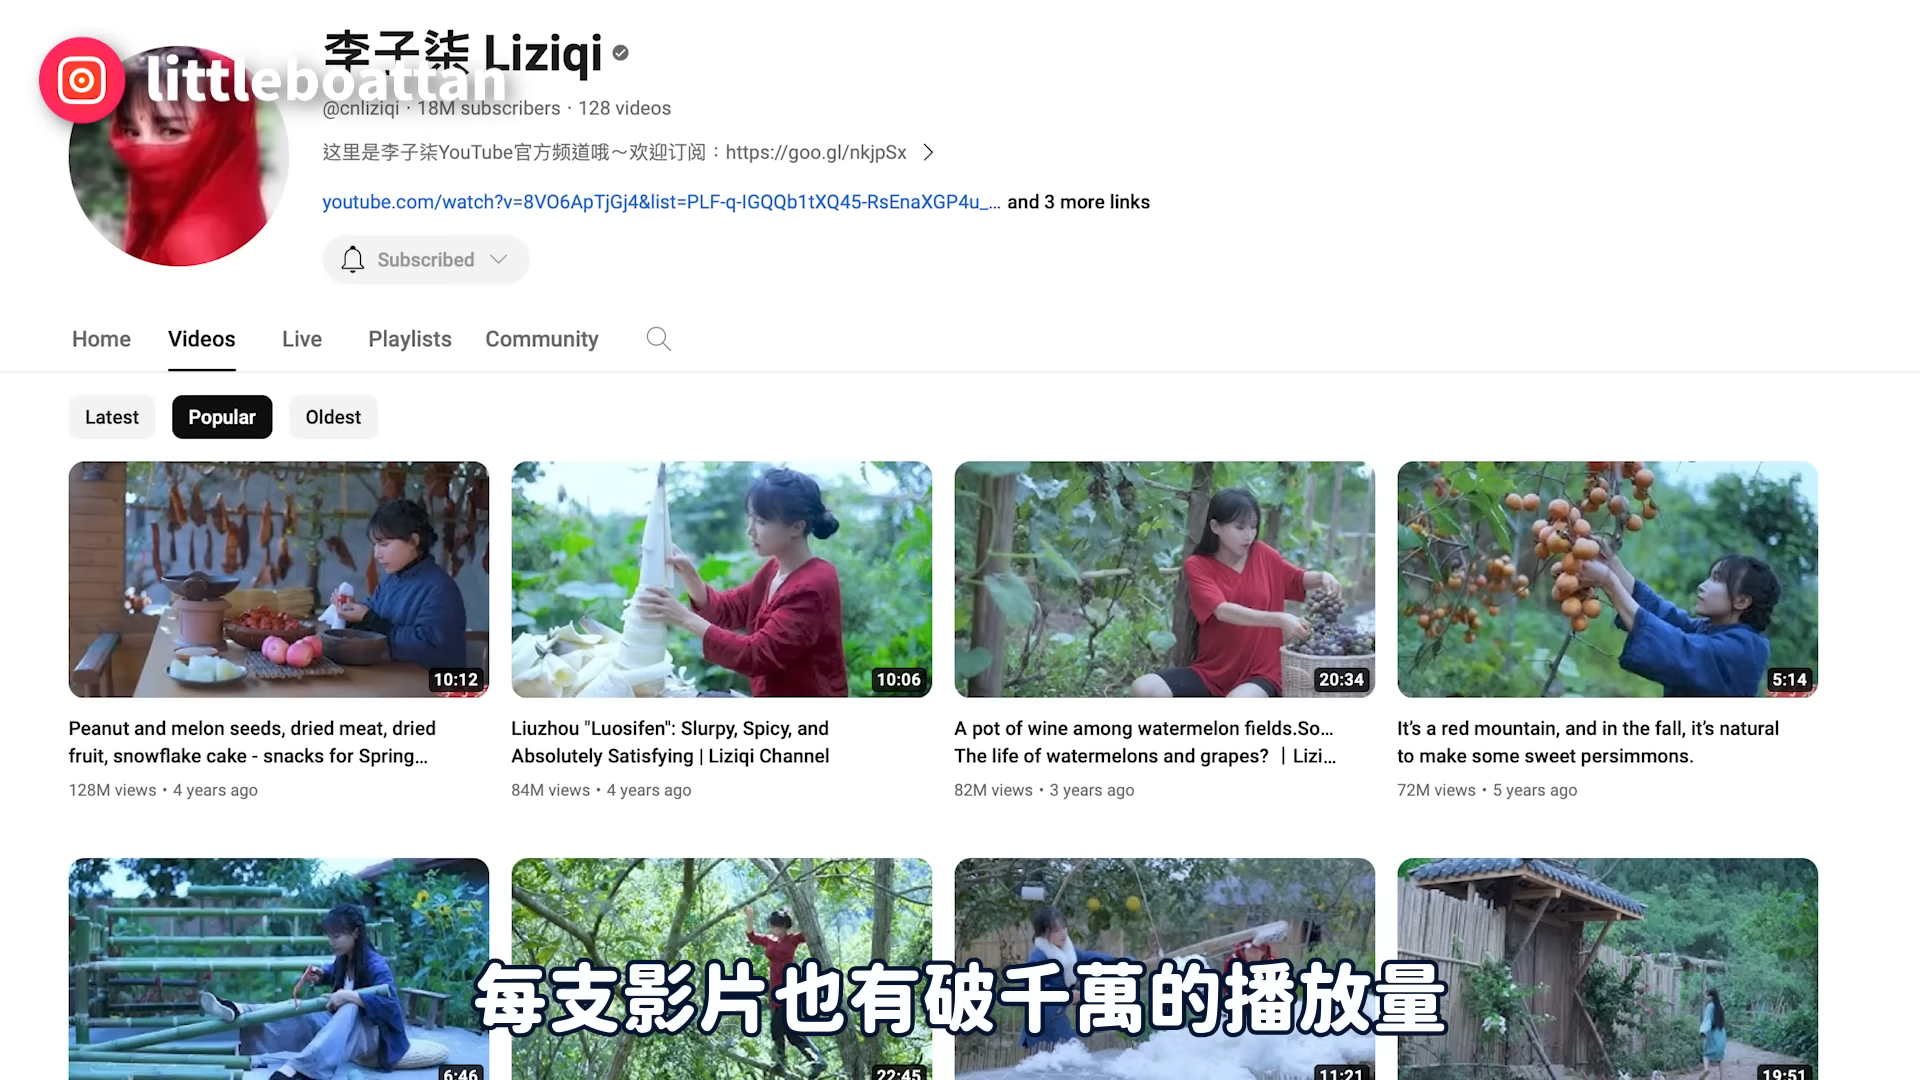 李子柒 Liziqi
littleboattan
@cnliziqi · 18M subscribers · 128 videos
这里是李子柒YouTube官方频道哦～欢迎订阅：https://goo.gl/nkjpSx
youtube.com/watch?v=8VO6ApTjGj4&list=PLF-q-IGQQb1tXQ45-RsEnaXGP4u_... and 3 more links
Subscribed
Home Videos Live Playlists Community
Latest Popular Oldest
10:12 10:06 20:34 5:14
Peanut and melon seeds, dried meat, dried
fruit, snowflake cake - snacks for Spring...
128M views • 4 years ago
Liuzhou "Luosifen": Slurpy, Spicy, and
Absolutely Satisfying | Liziqi Channel
84M views • 4 years ago
A pot of wine among watermelon fields.So...
The life of watermelons and grapes? ｜Lizi...
82M views • 3 years ago
It’s a red mountain, and in the fall, it’s natural
to make some sweet persimmons.
72M views • 5 years ago
每支影片也有破千萬的播放量
6:46 22:45 11:21 19:51